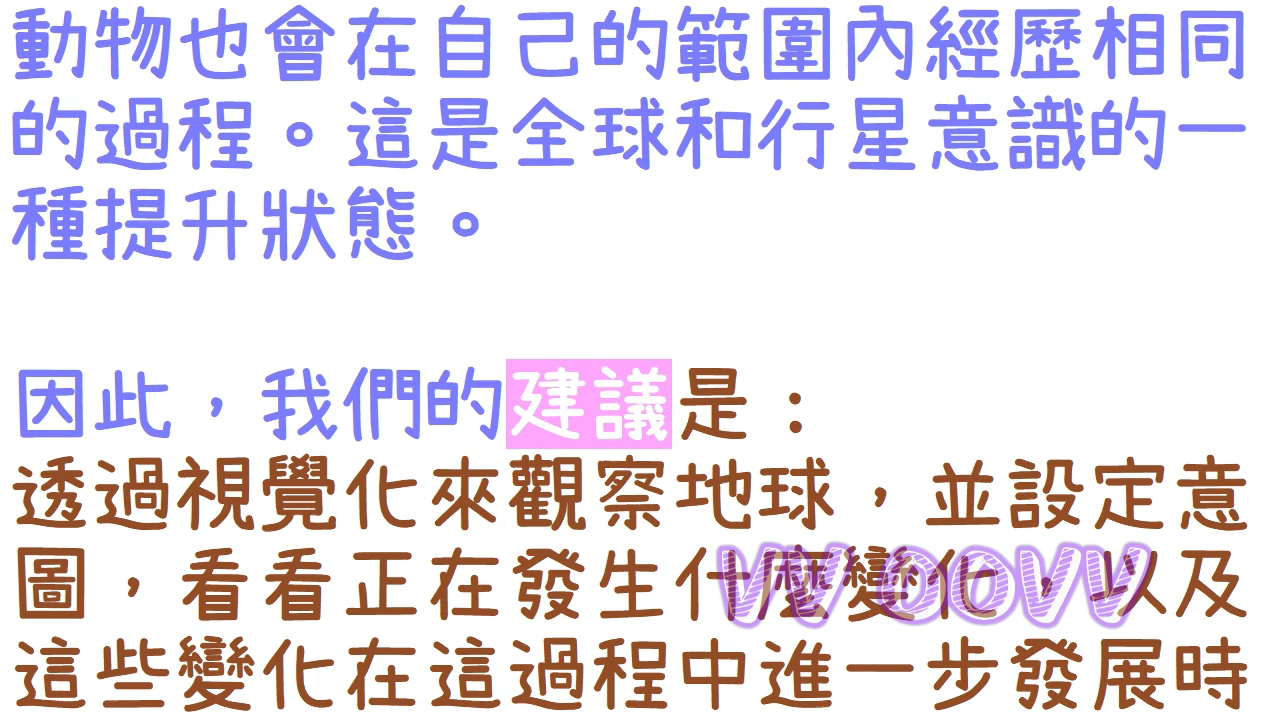 動物也會在自己的範圍內經歷相同
的過程。這是全球和行星意識的一
種提升狀態。
因此，我們的建議是：
透過視覺化來觀察地球，並設定意
圖，看看正在發生什麼變化，以及
這些變化在這過程中進一步發展時